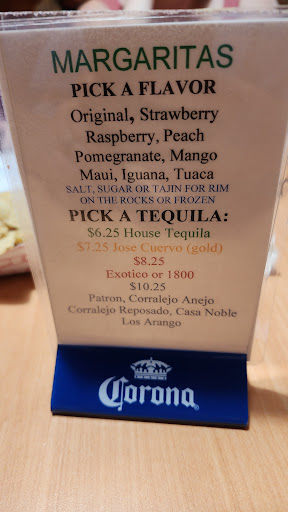 MARGARITAS
PICK A FLAVOR
Original, Strawberry
Raspberry, Peach
Pomegranate, Mango
Maui, Iguana, Tuaca
SALT, SUGAR OR TAJIN FOR RIM
ON THE ROCKS OR FROZEN
PICK A TEQUILA:
$6.25 House Tequila
$7.25 Jose Cuervo (gold)
$8.25
Exotico or 1800
$10.25
Patron, Corralejo Anejo
Corralejo Reposado, Casa Noble
Los Arango
Corona